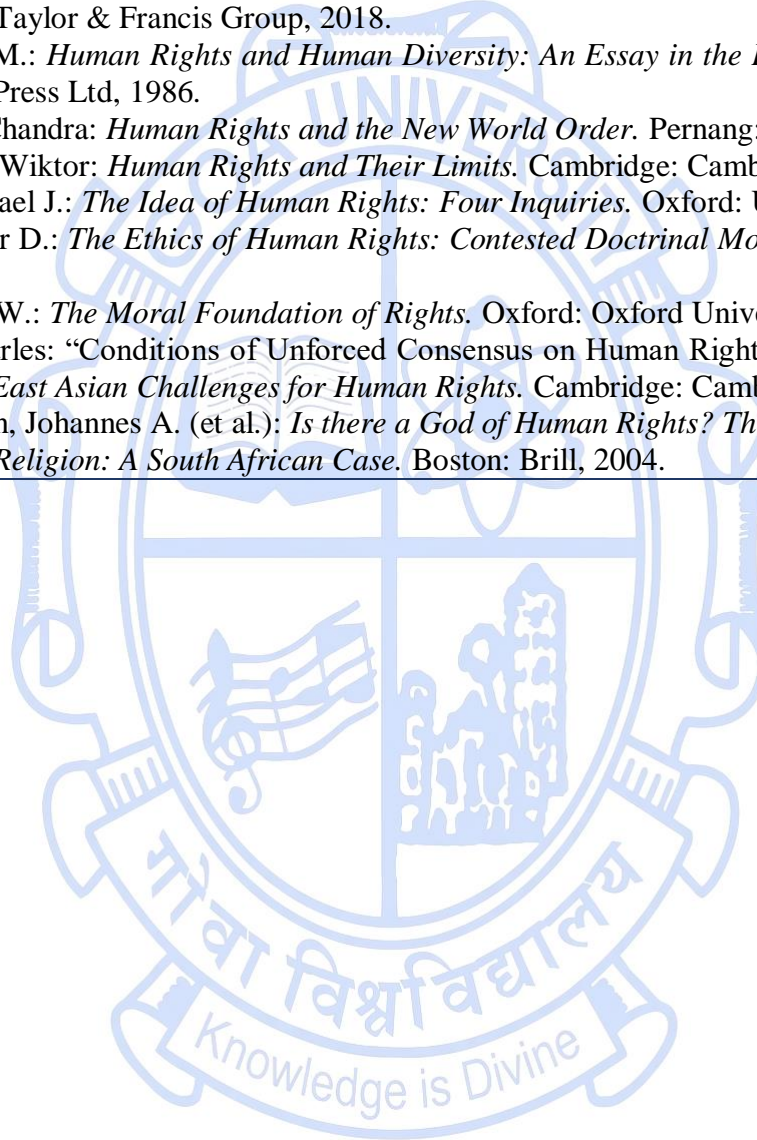 Taylor & Francis Group, 2018.
M.: Human Rights and Human Diversity: An Essay in the
Press Ltd, 1986.
Chandra: Human Rights and the New World Order. Pernang:
Wiktor: Human Rights and Their Limits. Cambridge: Camb
ael J.: The Idea of Human Rights: Four Inquiries. Oxford: U
r D.: The Ethics of Human Rights: Contested Doctrinal Mo
W.: The Moral Foundation of Rights. Oxford: Oxford Unive
rles: “Conditions of Unforced Consensus on Human Right
East Asian Challenges for Human Rights. Cambridge: Camb
n, Johannes A. (et al.): Is there a God of Human Rights? Th
Religion: A South African Case. Boston: Brill, 2004.
GOA UNIVERSITY
गोंवा विश्वविद्यालय
Knowledge is Divine